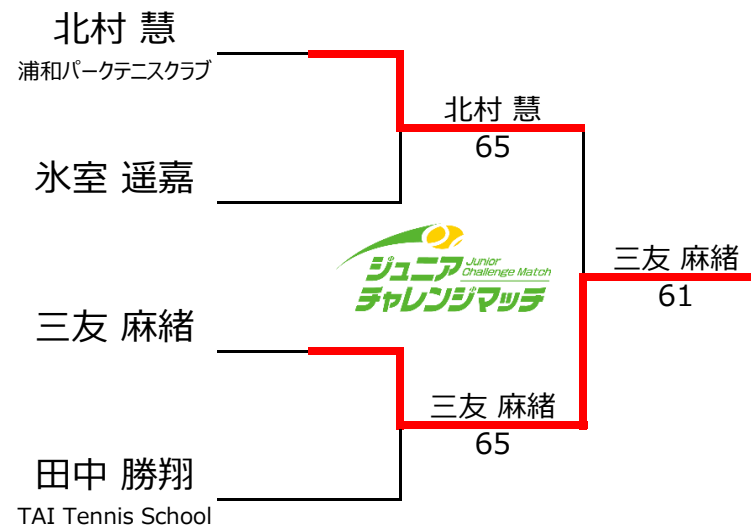 北村 慧
浦和パークテニスクラブ
北村 慧
65
氷室 遥嘉
ジュニア Junior Challenge Match
チャレンジマッチ
三友 麻緒
61
三友 麻緒
三友 麻緒
65
田中 勝翔
TAI Tennis School